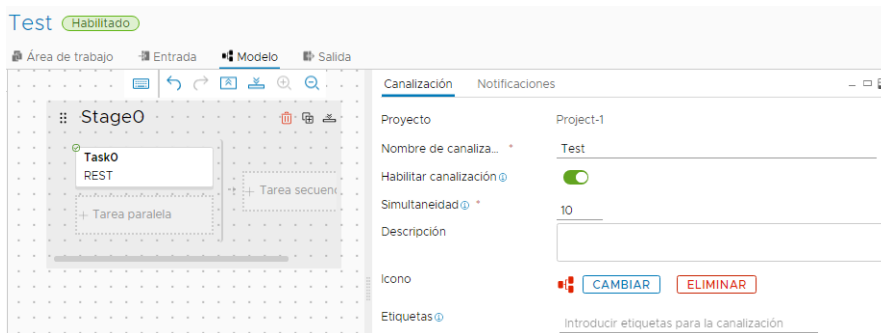 Test Habilitado
Área de trabajo Entrada Modelo Salida
Canalización Notificaciones
Stage0
Task0
REST
+ Tarea paralela
+ Tarea
Proyecto Project-1
Nombre de canaliza... * Test
Habilitar canalización
Simultaneidad * 10
Descripción
Icono CAMBIAR ELIMINAR
Etiquetas Introducir etiquetas para la canalización